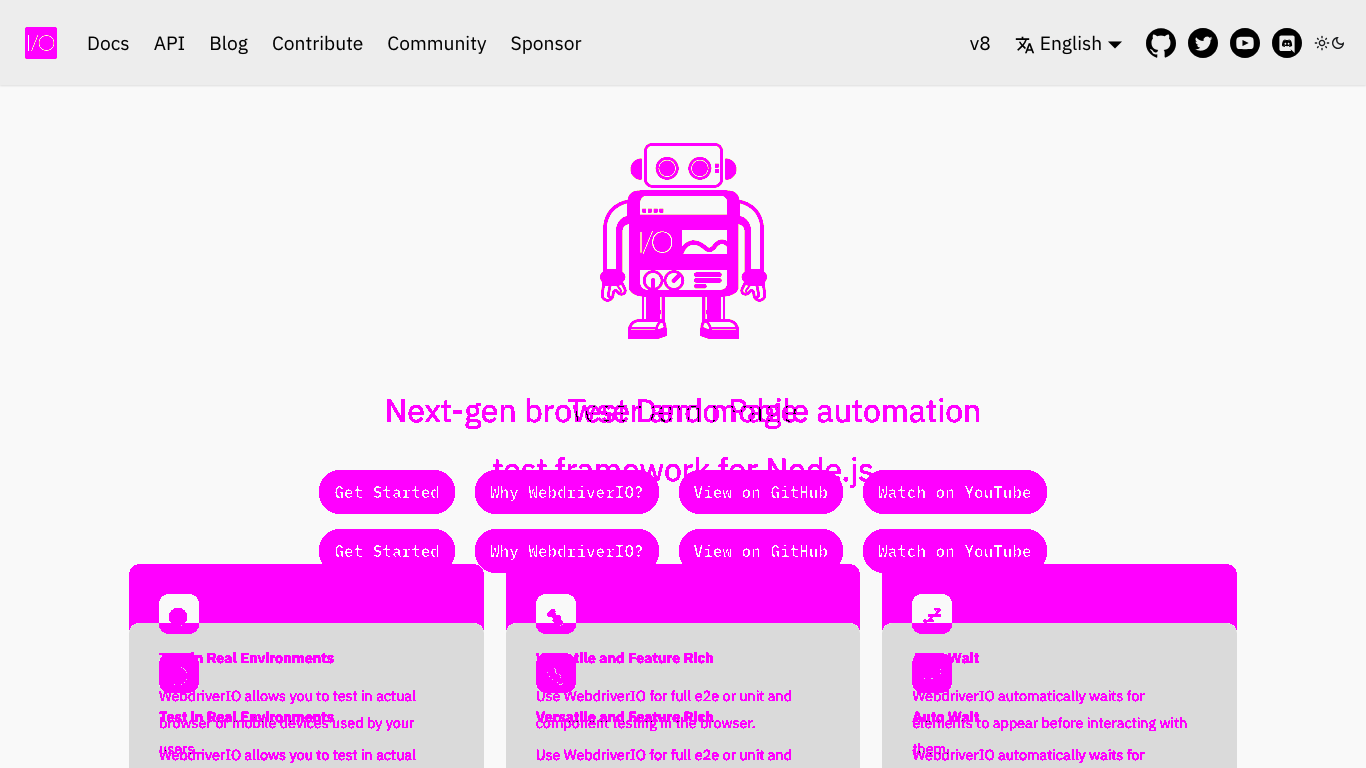 I/O Docs API Blog Contribute Community Sponsor v8 English
I/O
Next-gen browser and mobile automation
Test Demo Page
test framework for Node.js
Get Started Why WebdriverIO? View on GitHub Watch on YouTube
Get Started Why WebdriverIO? View on GitHub Watch on YouTube
Test in Real Environments
WebdriverIO allows you to test in actual
browser or mobile devices used by your
users.
Test in Real Environments
WebdriverIO allows you to test in actual
Versatile and Feature Rich
Use WebdriverIO for full e2e or unit and
component testing in the browser.
Versatile and Feature Rich
Use WebdriverIO for full e2e or unit and
Auto Wait
WebdriverIO automatically waits for
elements to appear before interacting with
them.
Auto Wait
WebdriverIO automatically waits for